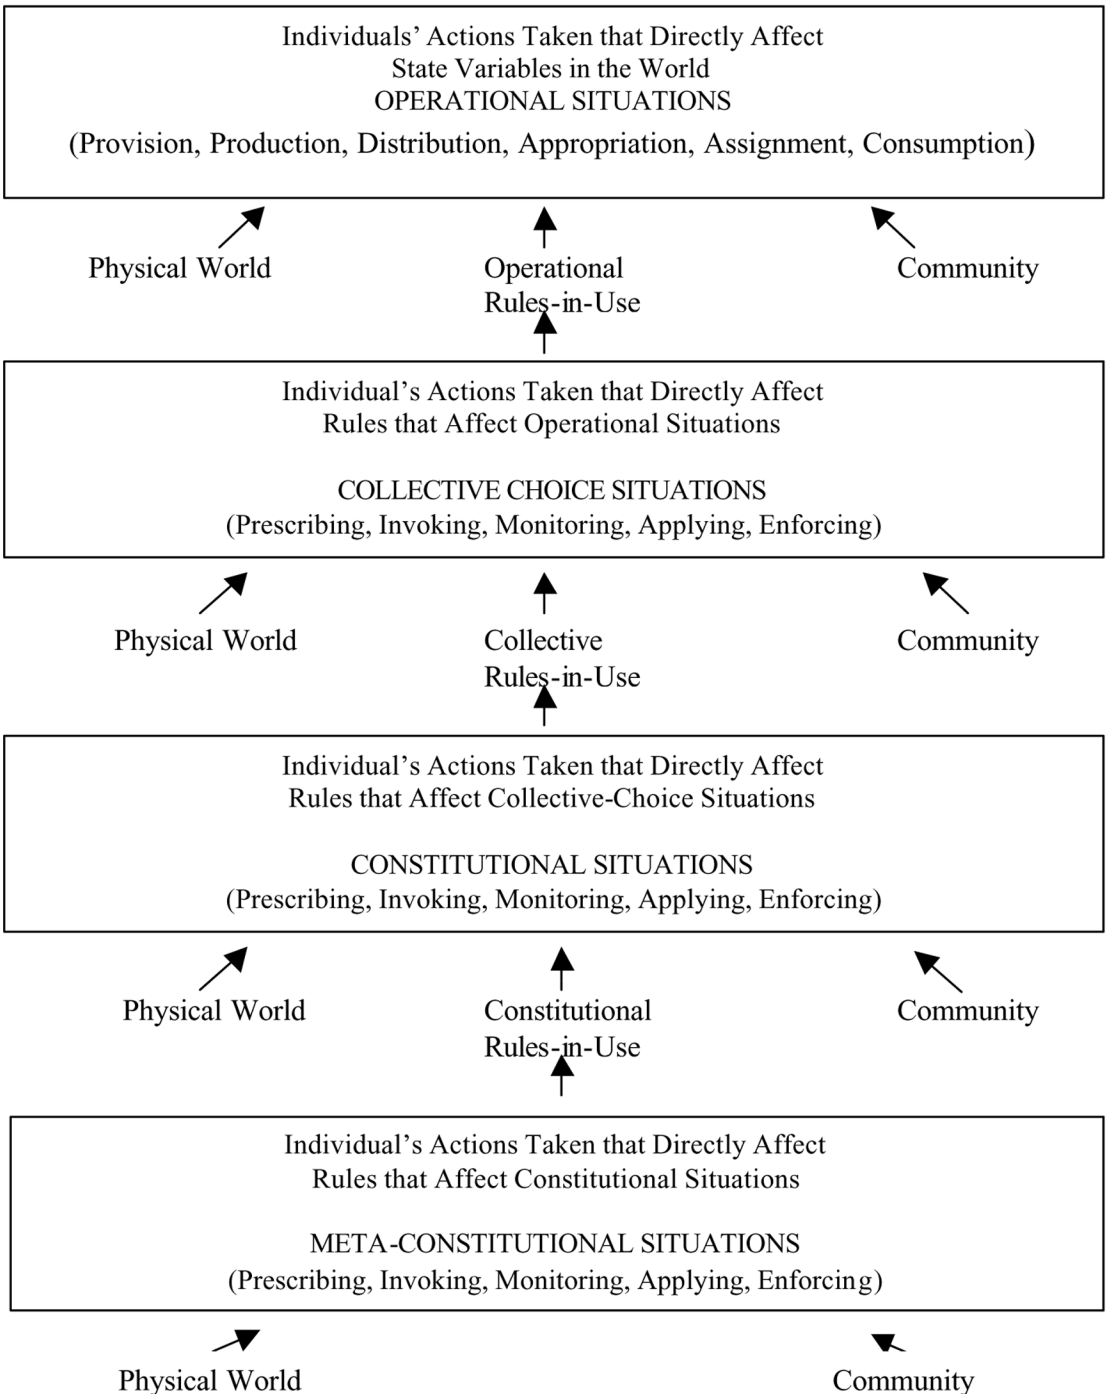 Individuals’ Actions Taken that Directly Affect
State Variables in the World
OPERATIONAL SITUATIONS
(Provision, Production, Distribution, Appropriation, Assignment, Consumption)
Physical World
Operational
Rules-in-Use
Community
Individual’s Actions Taken that Directly Affect
Rules that Affect Operational Situations
COLLECTIVE CHOICE SITUATIONS
(Prescribing, Invoking, Monitoring, Applying, Enforcing)
Physical World
Collective
Rules-in-Use
Community
Individual’s Actions Taken that Directly Affect
Rules that Affect Collective-Choice Situations
CONSTITUTIONAL SITUATIONS
(Prescribing, Invoking, Monitoring, Applying, Enforcing)
Physical World
Constitutional
Rules-in-Use
Community
Individual’s Actions Taken that Directly Affect
Rules that Affect Constitutional Situations
META-CONSTITUTIONAL SITUATIONS
(Prescribing, Invoking, Monitoring, Applying, Enforcing)
Physical World
Community